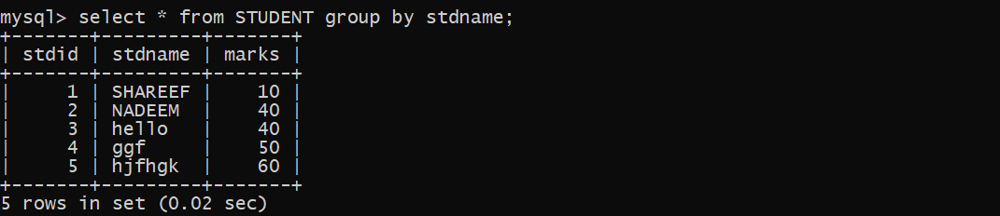 mysql> select * from STUDENT group by stdname;
+-------+---------+-------+
| stdid | stdname | marks |
+-------+---------+-------+
|     1 | SHAREEF |    10 |
|     2 | NADEEM  |    40 |
|     3 | hello   |    40 |
|     4 | ggf     |    50 |
|     5 | hjfhgk  |    60 |
+-------+---------+-------+
5 rows in set (0.02 sec)